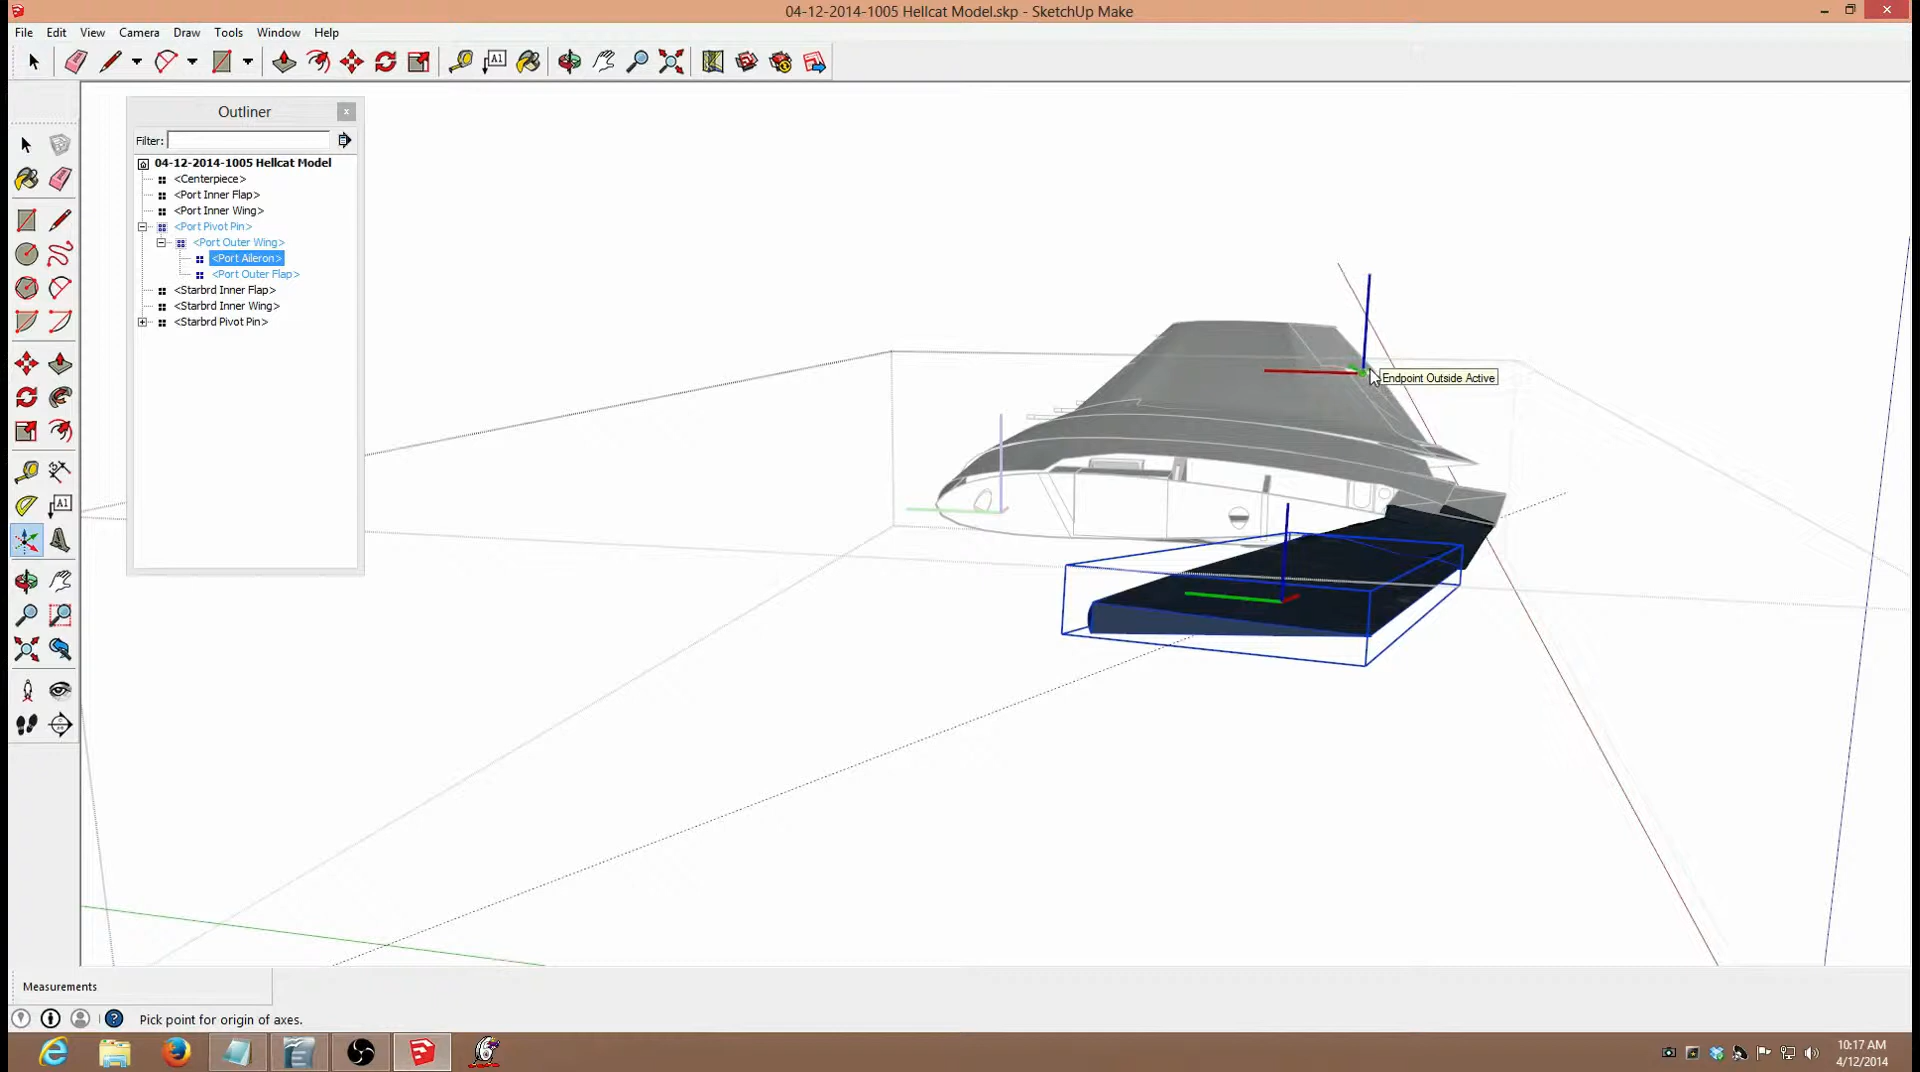 04-12-2014-1005 Hellcat Model.skp - SketchUp Make
File Edit View Camera Draw Tools Window Help
A1
Outliner
Filter:
04-12-2014-1005 Hellcat Model
<Centerpiece>
<Port Inner Flap>
<Port Inner Wing>
<Port Pivot Pin>
<Port Outer Wing>
<Port Aileron>
<Port Outer Flap>
<Starbrd Inner Flap>
<Starbrd Inner Wing>
<Starbrd Pivot Pin>
Endpoint Outside Active
A1
Measurements
Pick point for origin of axes.
10:17 AM
4/12/2014